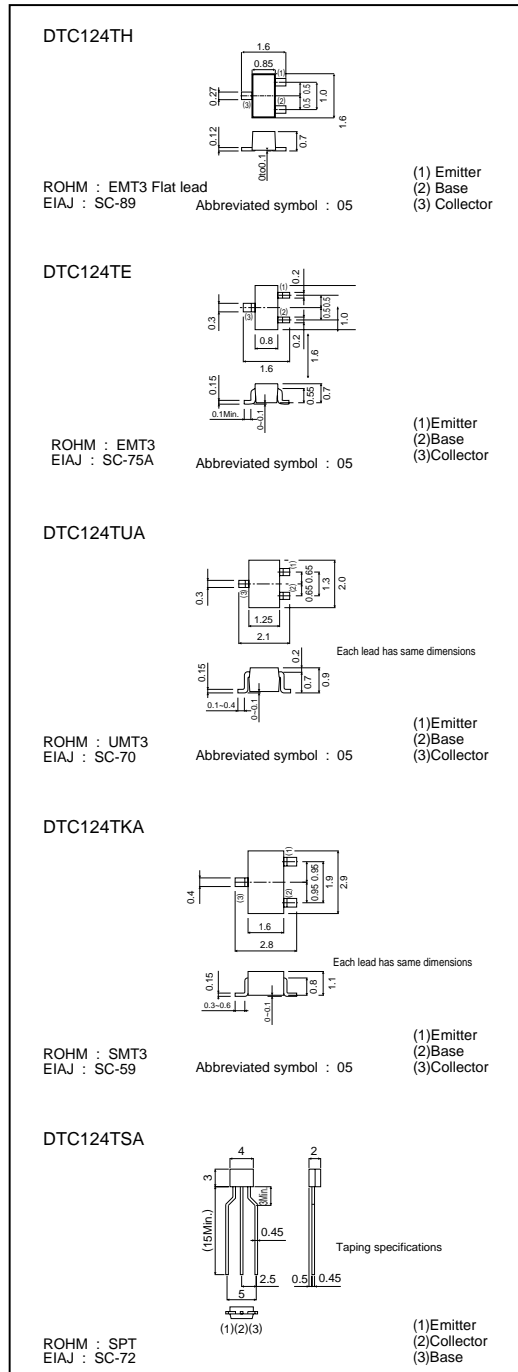 DTC124TH
1.6
0.85
(1)
0.27
(3)
(2)
0.5 0.5
1.0
1.6
0.12
0to0.1
0.7
ROHM : EMT3 Flat lead
EIAJ : SC-89
Abbreviated symbol : 05
(1) Emitter
(2) Base
(3) Collector
DTC124TE
0.2
(1)
0.3
(3)
(2)
0.5 0.5
1.0
0.8
0.2
1.6
1.6
0.15
0.1Min.
0~0.1
0.55
0.7
ROHM : EMT3
EIAJ : SC-75A
Abbreviated symbol : 05
(1)Emitter
(2)Base
(3)Collector
DTC124TUA
(1)
0.3
(3)
(2)
0.65 0.65
1.3
2.0
1.25
2.1
Each lead has same dimensions
0.2
0.15
0.7
0.9
0.1~0.4
0~0.1
ROHM : UMT3
EIAJ : SC-70
Abbreviated symbol : 05
(1)Emitter
(2)Base
(3)Collector
DTC124TKA
(1)
0.4
(3)
(2)
0.95 0.95
1.9
2.9
1.6
2.8
Each lead has same dimensions
0.15
0.8
1.1
0.3~0.6
0~0.1
ROHM : SMT3
EIAJ : SC-59
Abbreviated symbol : 05
(1)Emitter
(2)Base
(3)Collector
DTC124TSA
4
2
3
3Min.
(15Min.)
0.45
Taping specifications
2.5
0.5
0.45
5
(1)(2)(3)
ROHM : SPT
EIAJ : SC-72
(1)Emitter
(2)Collector
(3)Base